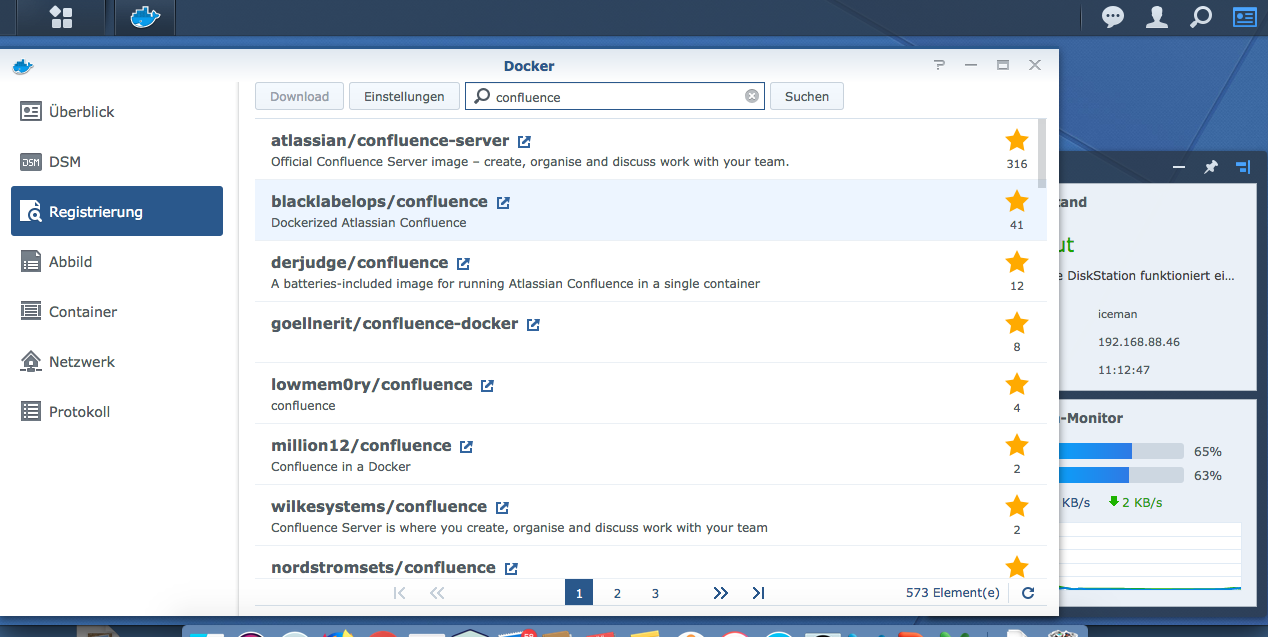 Docker
Überblick
DSM
DSM
Registrierung
Abbild
Container
Netzwerk
Protokoll
Download
Einstellungen
confluence
Suchen
atlassian/confluence-server
Official Confluence Server image – create, organise and discuss work with your team.
316
blacklabelops/confluence
Dockerized Atlassian Confluence
41
derjudge/confluence
A batteries-included image for running Atlassian Confluence in a single container
12
goellnerit/confluence-docker
8
lowmem0ry/confluence
confluence
4
million12/confluence
Confluence in a Docker
2
wilkesystems/confluence
Confluence Server is where you create, organise and discuss work with your team
2
nordstromsets/confluence
1 2 3
573 Element(e)
DiskStation funktioniert ei...
iceman
192.168.88.46
11:12:47
-Monitor
65%
63%
KB/s 2 KB/s